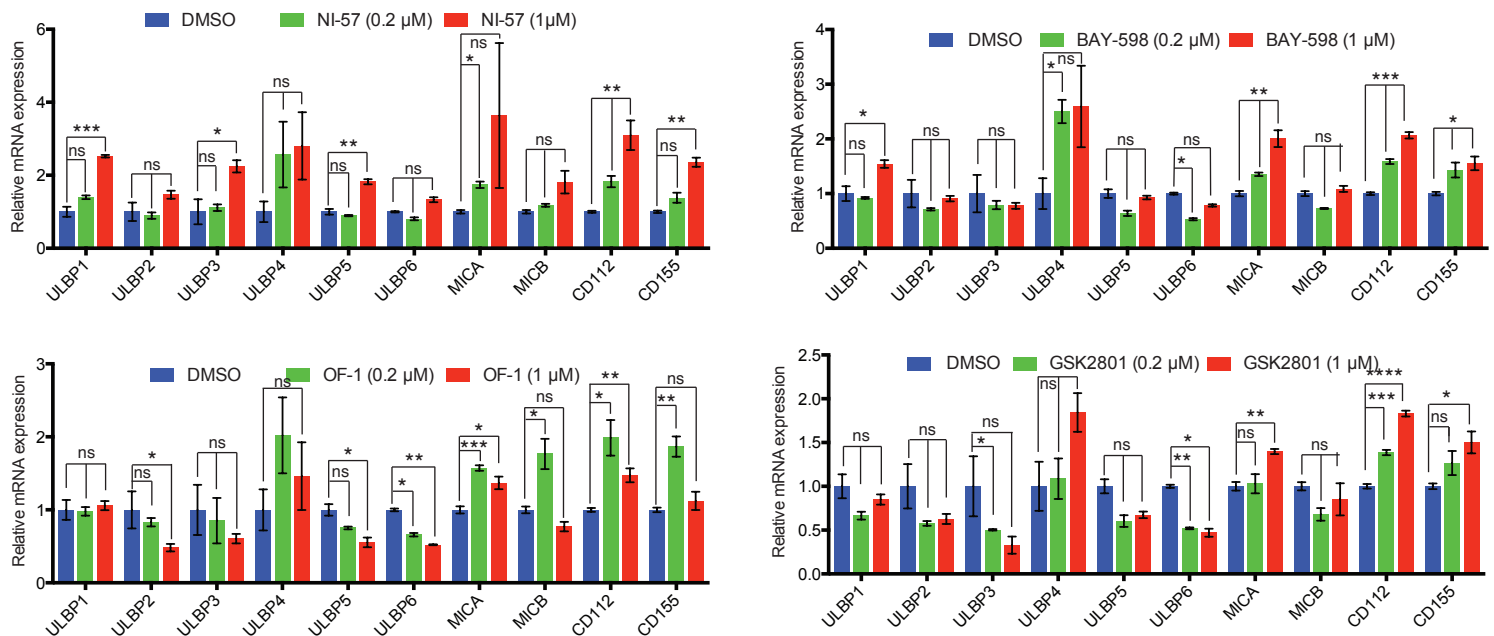 DMSO NI-57 (0.2 µM) NI-57 (1µM)
Relative mRNA expression
6
4
2
0
*** ns
ns
* ns
ns
** ns
ns
ns *
ns
** 
** ns
ULBP1 ULBP2 ULBP3 ULBP4 ULBP5 ULBP6 MICA MICB CD112 CD155
DMSO BAY-598 (0.2 µM) BAY-598 (1 µM)
Relative mRNA expression
4
3
2
1
0
* ns
ns
ns
ns *
ns
ns *
**
ns
***
*
ULBP1 ULBP2 ULBP3 ULBP4 ULBP5 ULBP6 MICA MICB CD112 CD155
DMSO OF-1 (0.2 µM) OF-1 (1 µM)
Relative mRNA expression
3
2
1
0
ns
* ns
ns
ns
* ns
** *
* ***
ns *
** *
ns **
ULBP1 ULBP2 ULBP3 ULBP4 ULBP5 ULBP6 MICA MICB CD112 CD155
DMSO GSK2801 (0.2 µM) GSK2801 (1 µM)
Relative mRNA expression
2.5
2.0
1.5
1.0
0.5
0.0
ns
ns
ns *
ns ns
ns
* **
** ns
ns
**** ***
* ns
ULBP1 ULBP2 ULBP3 ULBP4 ULBP5 ULBP6 MICA MICB CD112 CD155